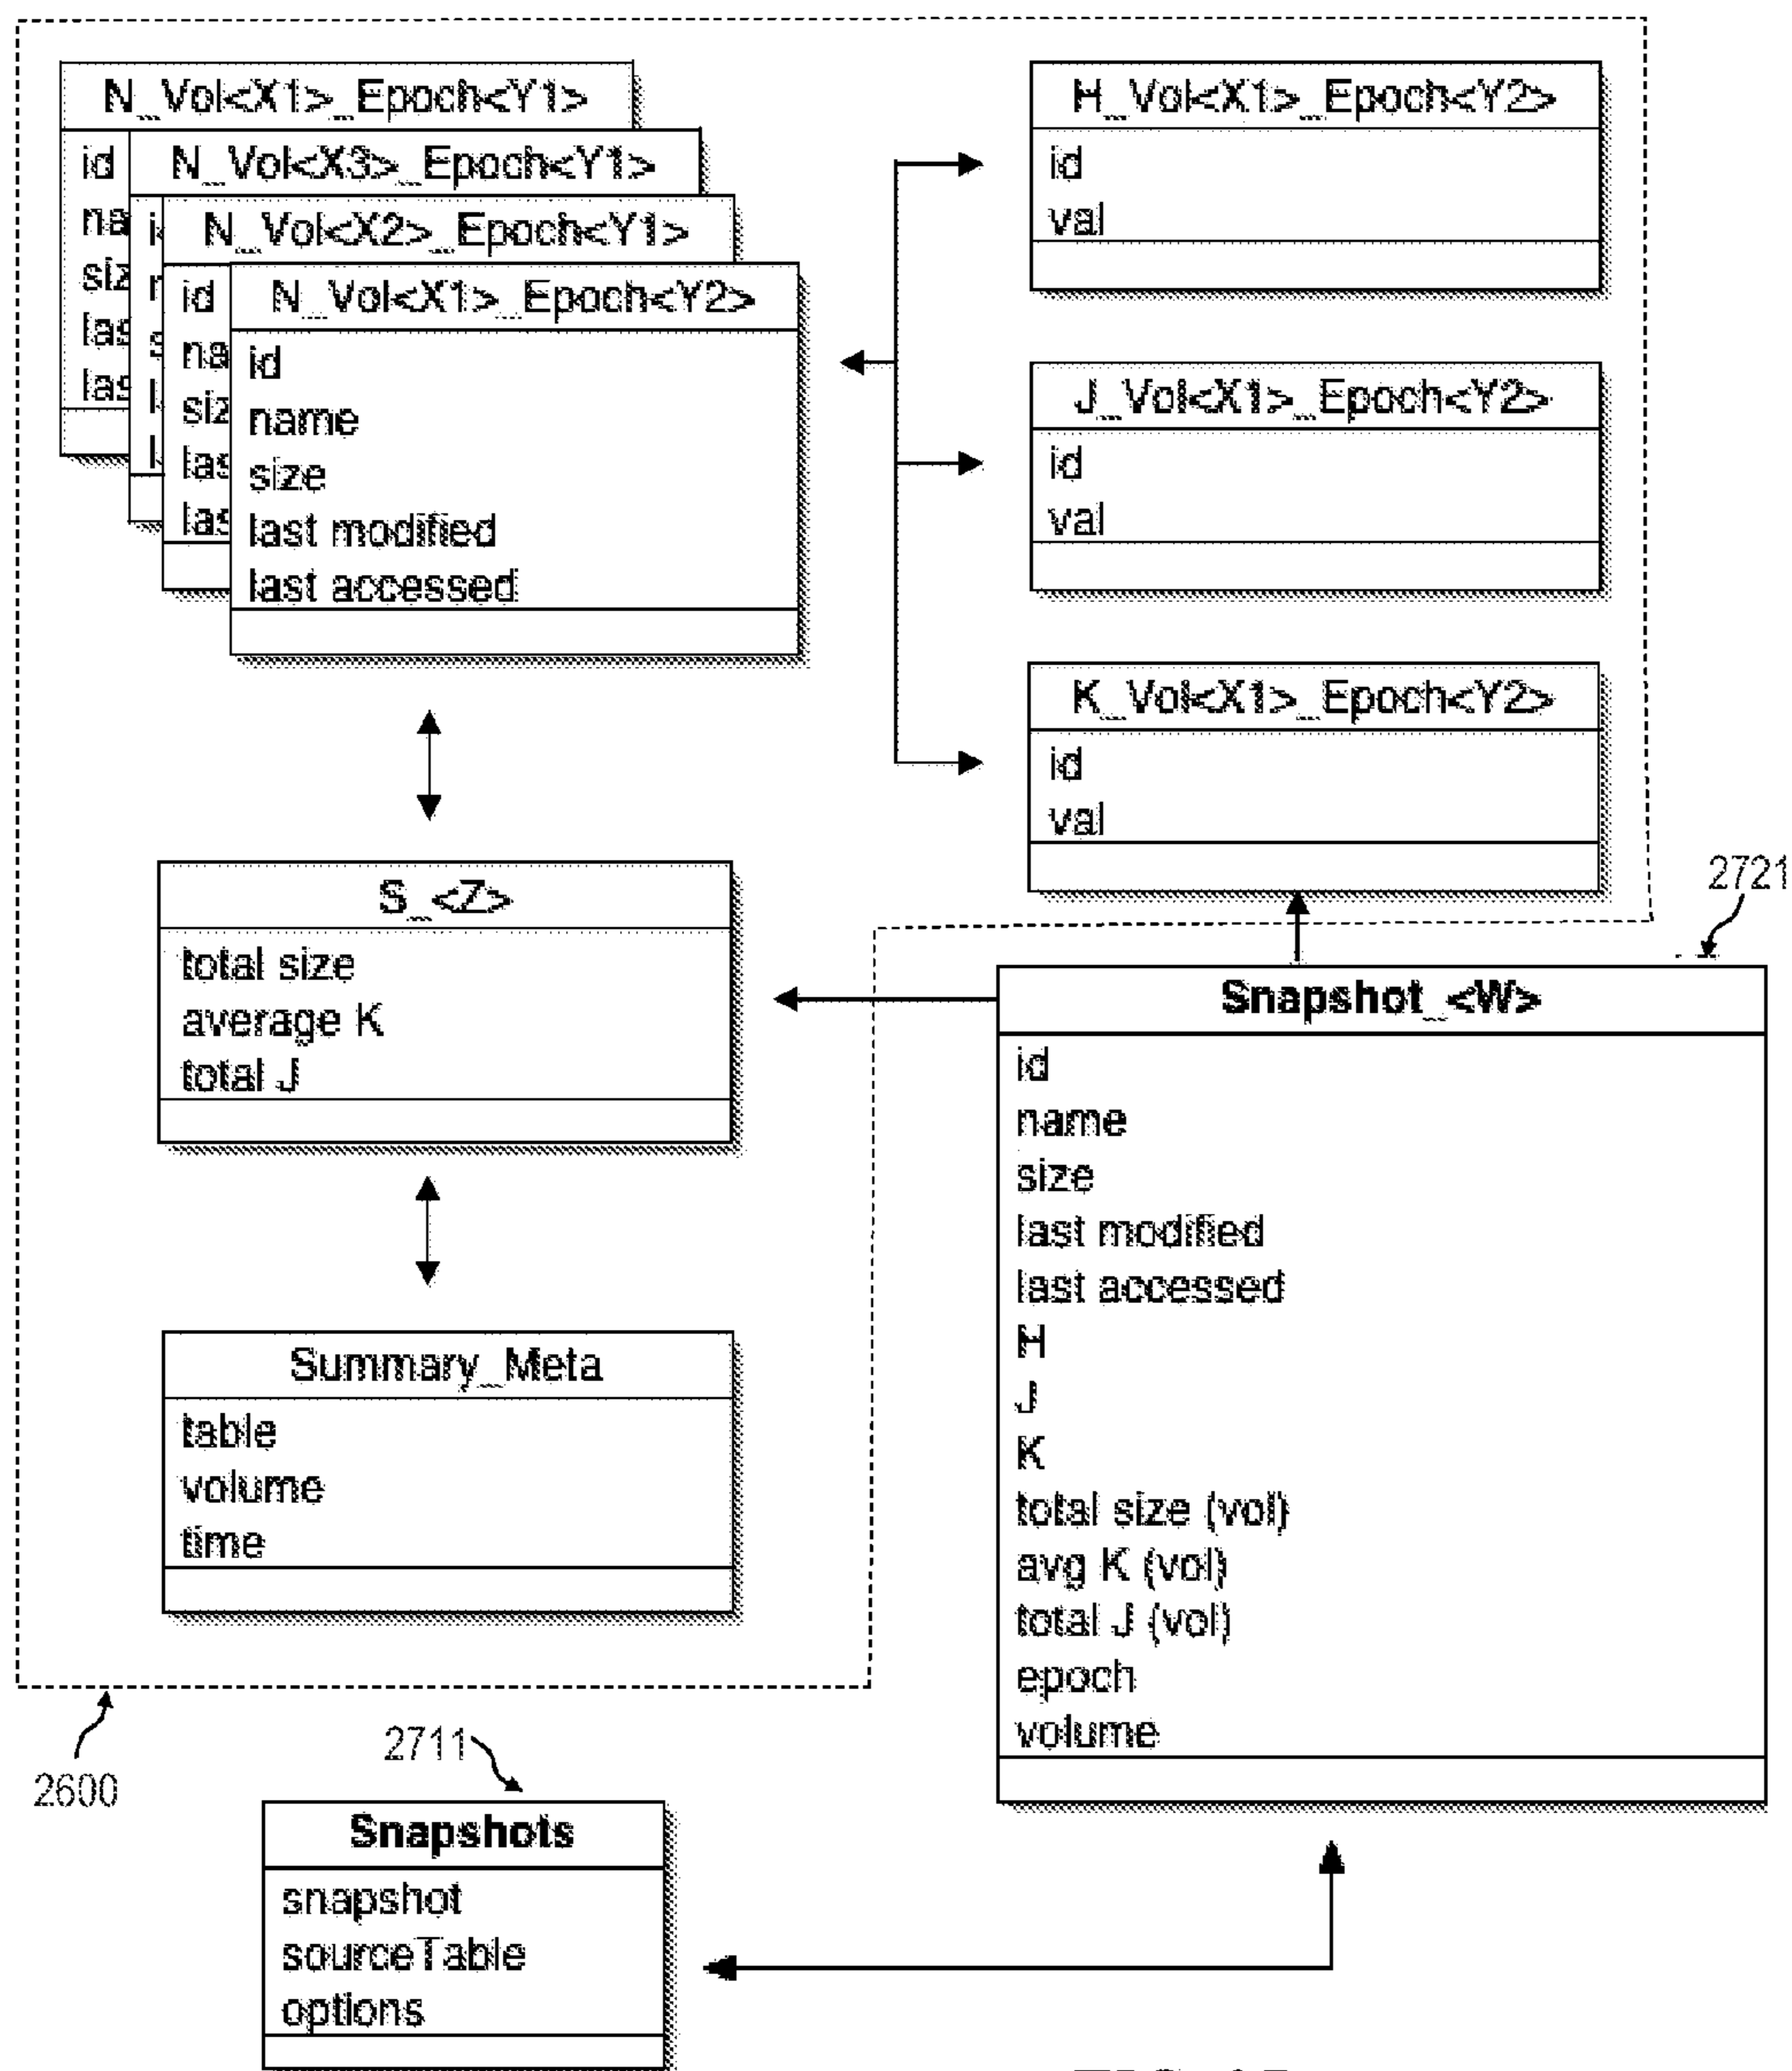 N_Vol<X1>_Epoch<Y1>
id
N_Vol<X3>_Epoch<Y1>
N_Vol<X2>_Epoch<Y1>
id
N_Vol<X1>_Epoch<Y2>
id
name
size
last modified
last accessed
H_Vol<X1>_Epoch<Y2>
id
val
J_Vol<X1>_Epoch<Y2>
id
val
K_Vol<X1>_Epoch<Y2>
id
val
S_<Z>
total size
average K
total J
Summary_Meta
table
volume
time
2721
Snapshot_<W>
id
name
size
last modified
last accessed
H
J
K
total size (vol)
avg K (vol)
total J (vol)
epoch
volume
2600
2711
Snapshots
snapshot
sourceTable
options